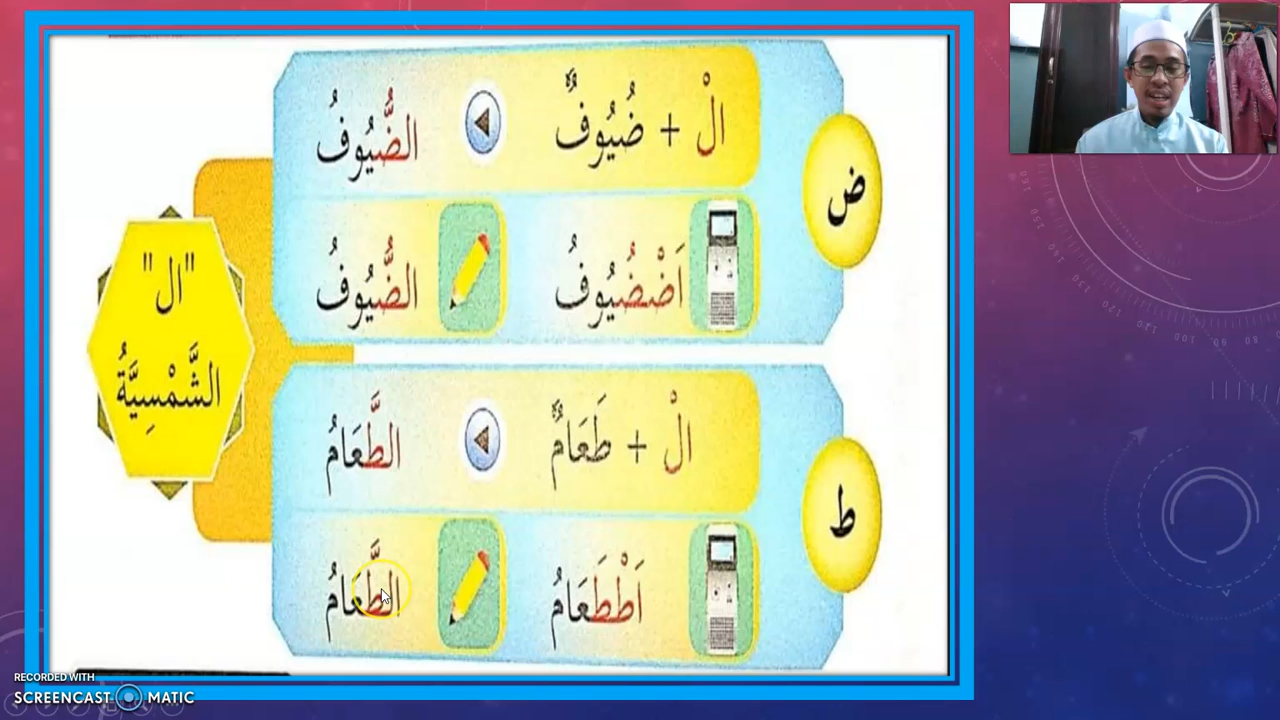 الْ + ضُيُوفٌ
الضُّيُوفُ
ض
اَضْضُيُوفُ
الضُّيُوفُ
"ال"
الشَّمْسِيَّةُ
الْ + طَعَامٌ
الطَّعَامُ
ط
اَطْطَعَامُ
الطَّعَامُ
RECORDED WITH
SCREENCAST MATIC